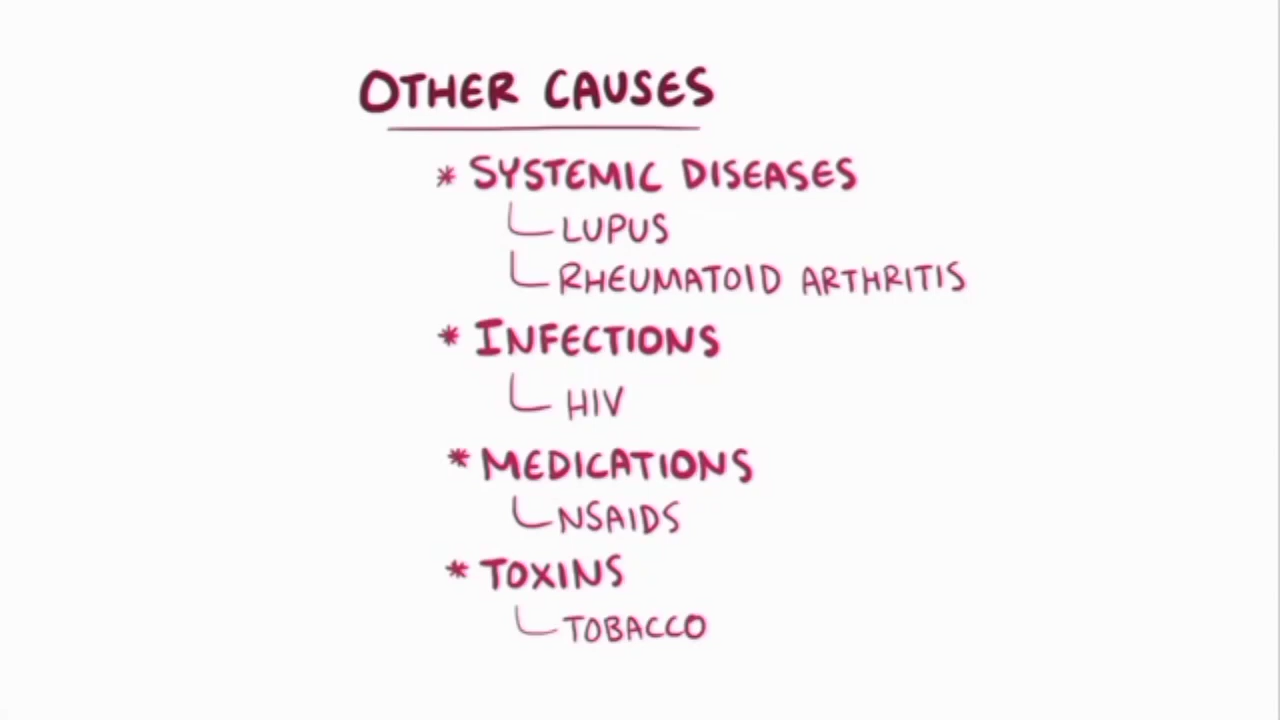 OTHER CAUSES
* SYSTEMIC DISEASES
LUPUS
RHEUMATOID ARTHRITIS
* INFECTIONS
HIV
* MEDICATIONS
NSAIDS
* TOXINS
TOBACCO